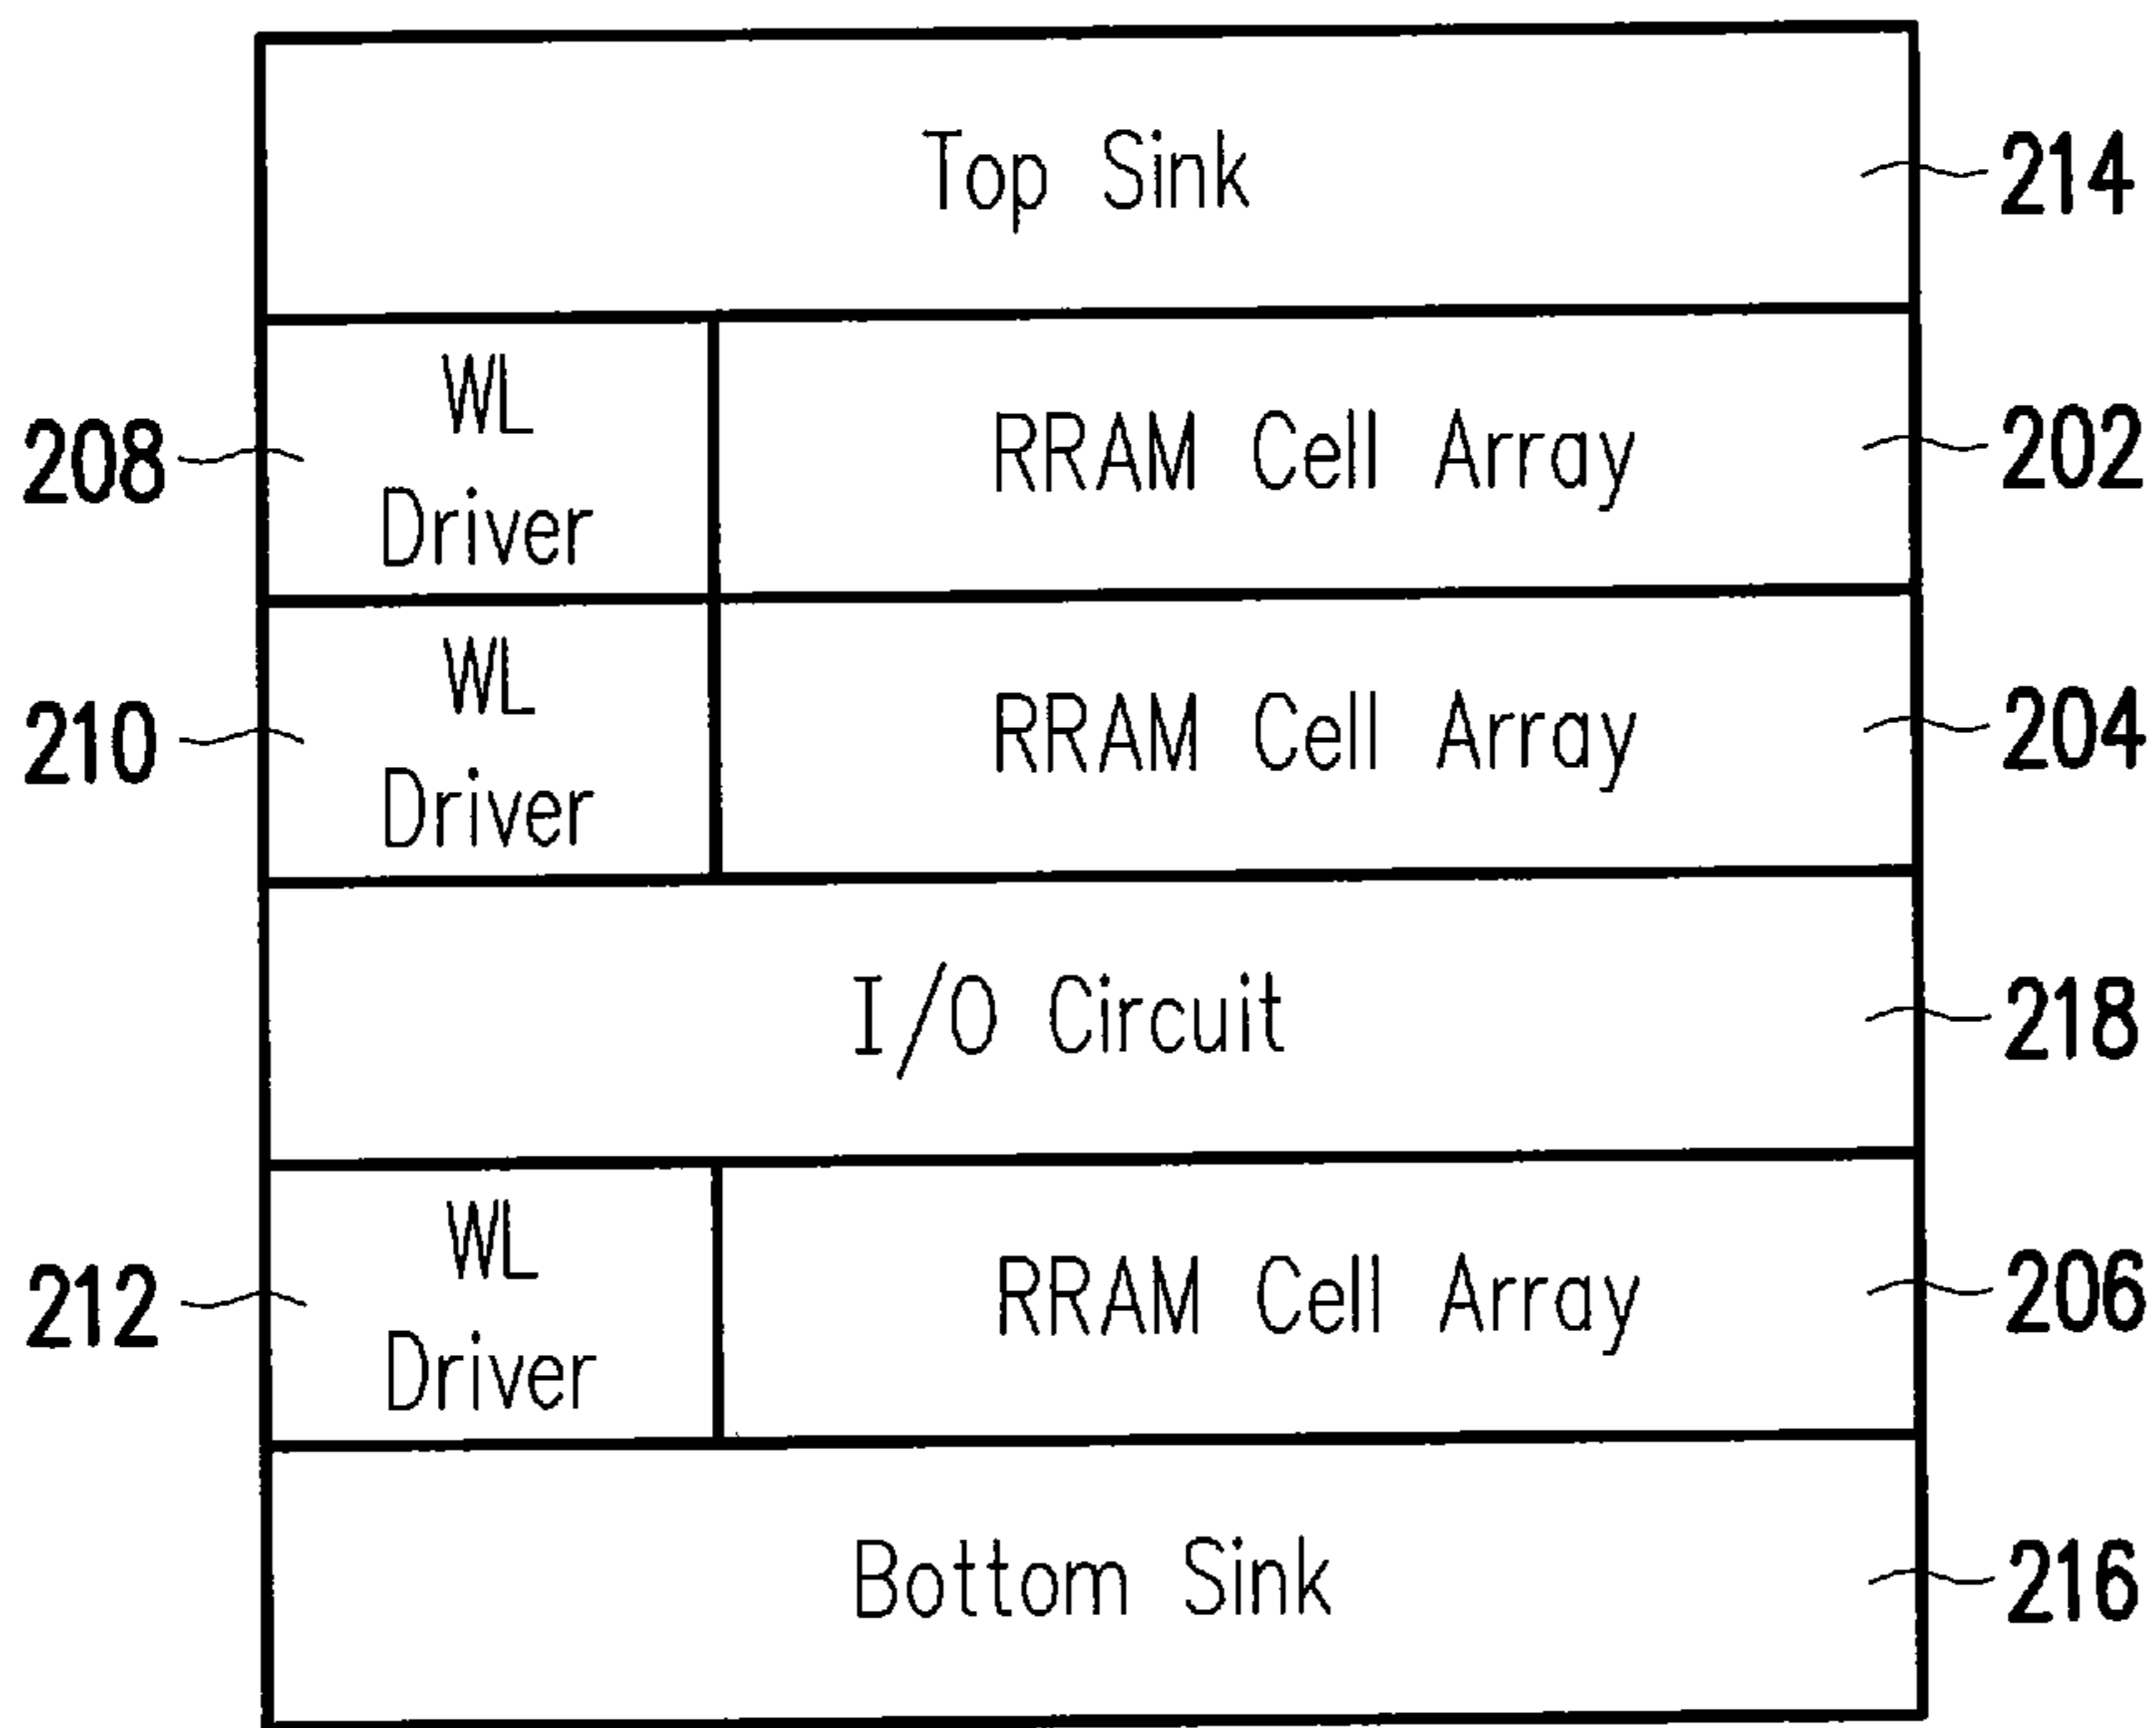 Top Sink
214
208
WL
Driver
RRAM Cell Array
202
210
WL
Driver
RRAM Cell Array
204
I/O Circuit
218
212
WL
Driver
RRAM Cell Array
206
Bottom Sink
216